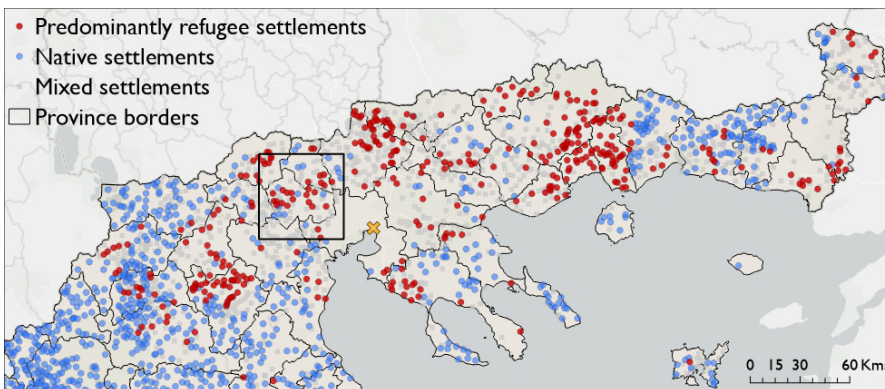 Predominantly refugee settlements
Native settlements
Mixed settlements
Province borders
0 15 30 60 Km